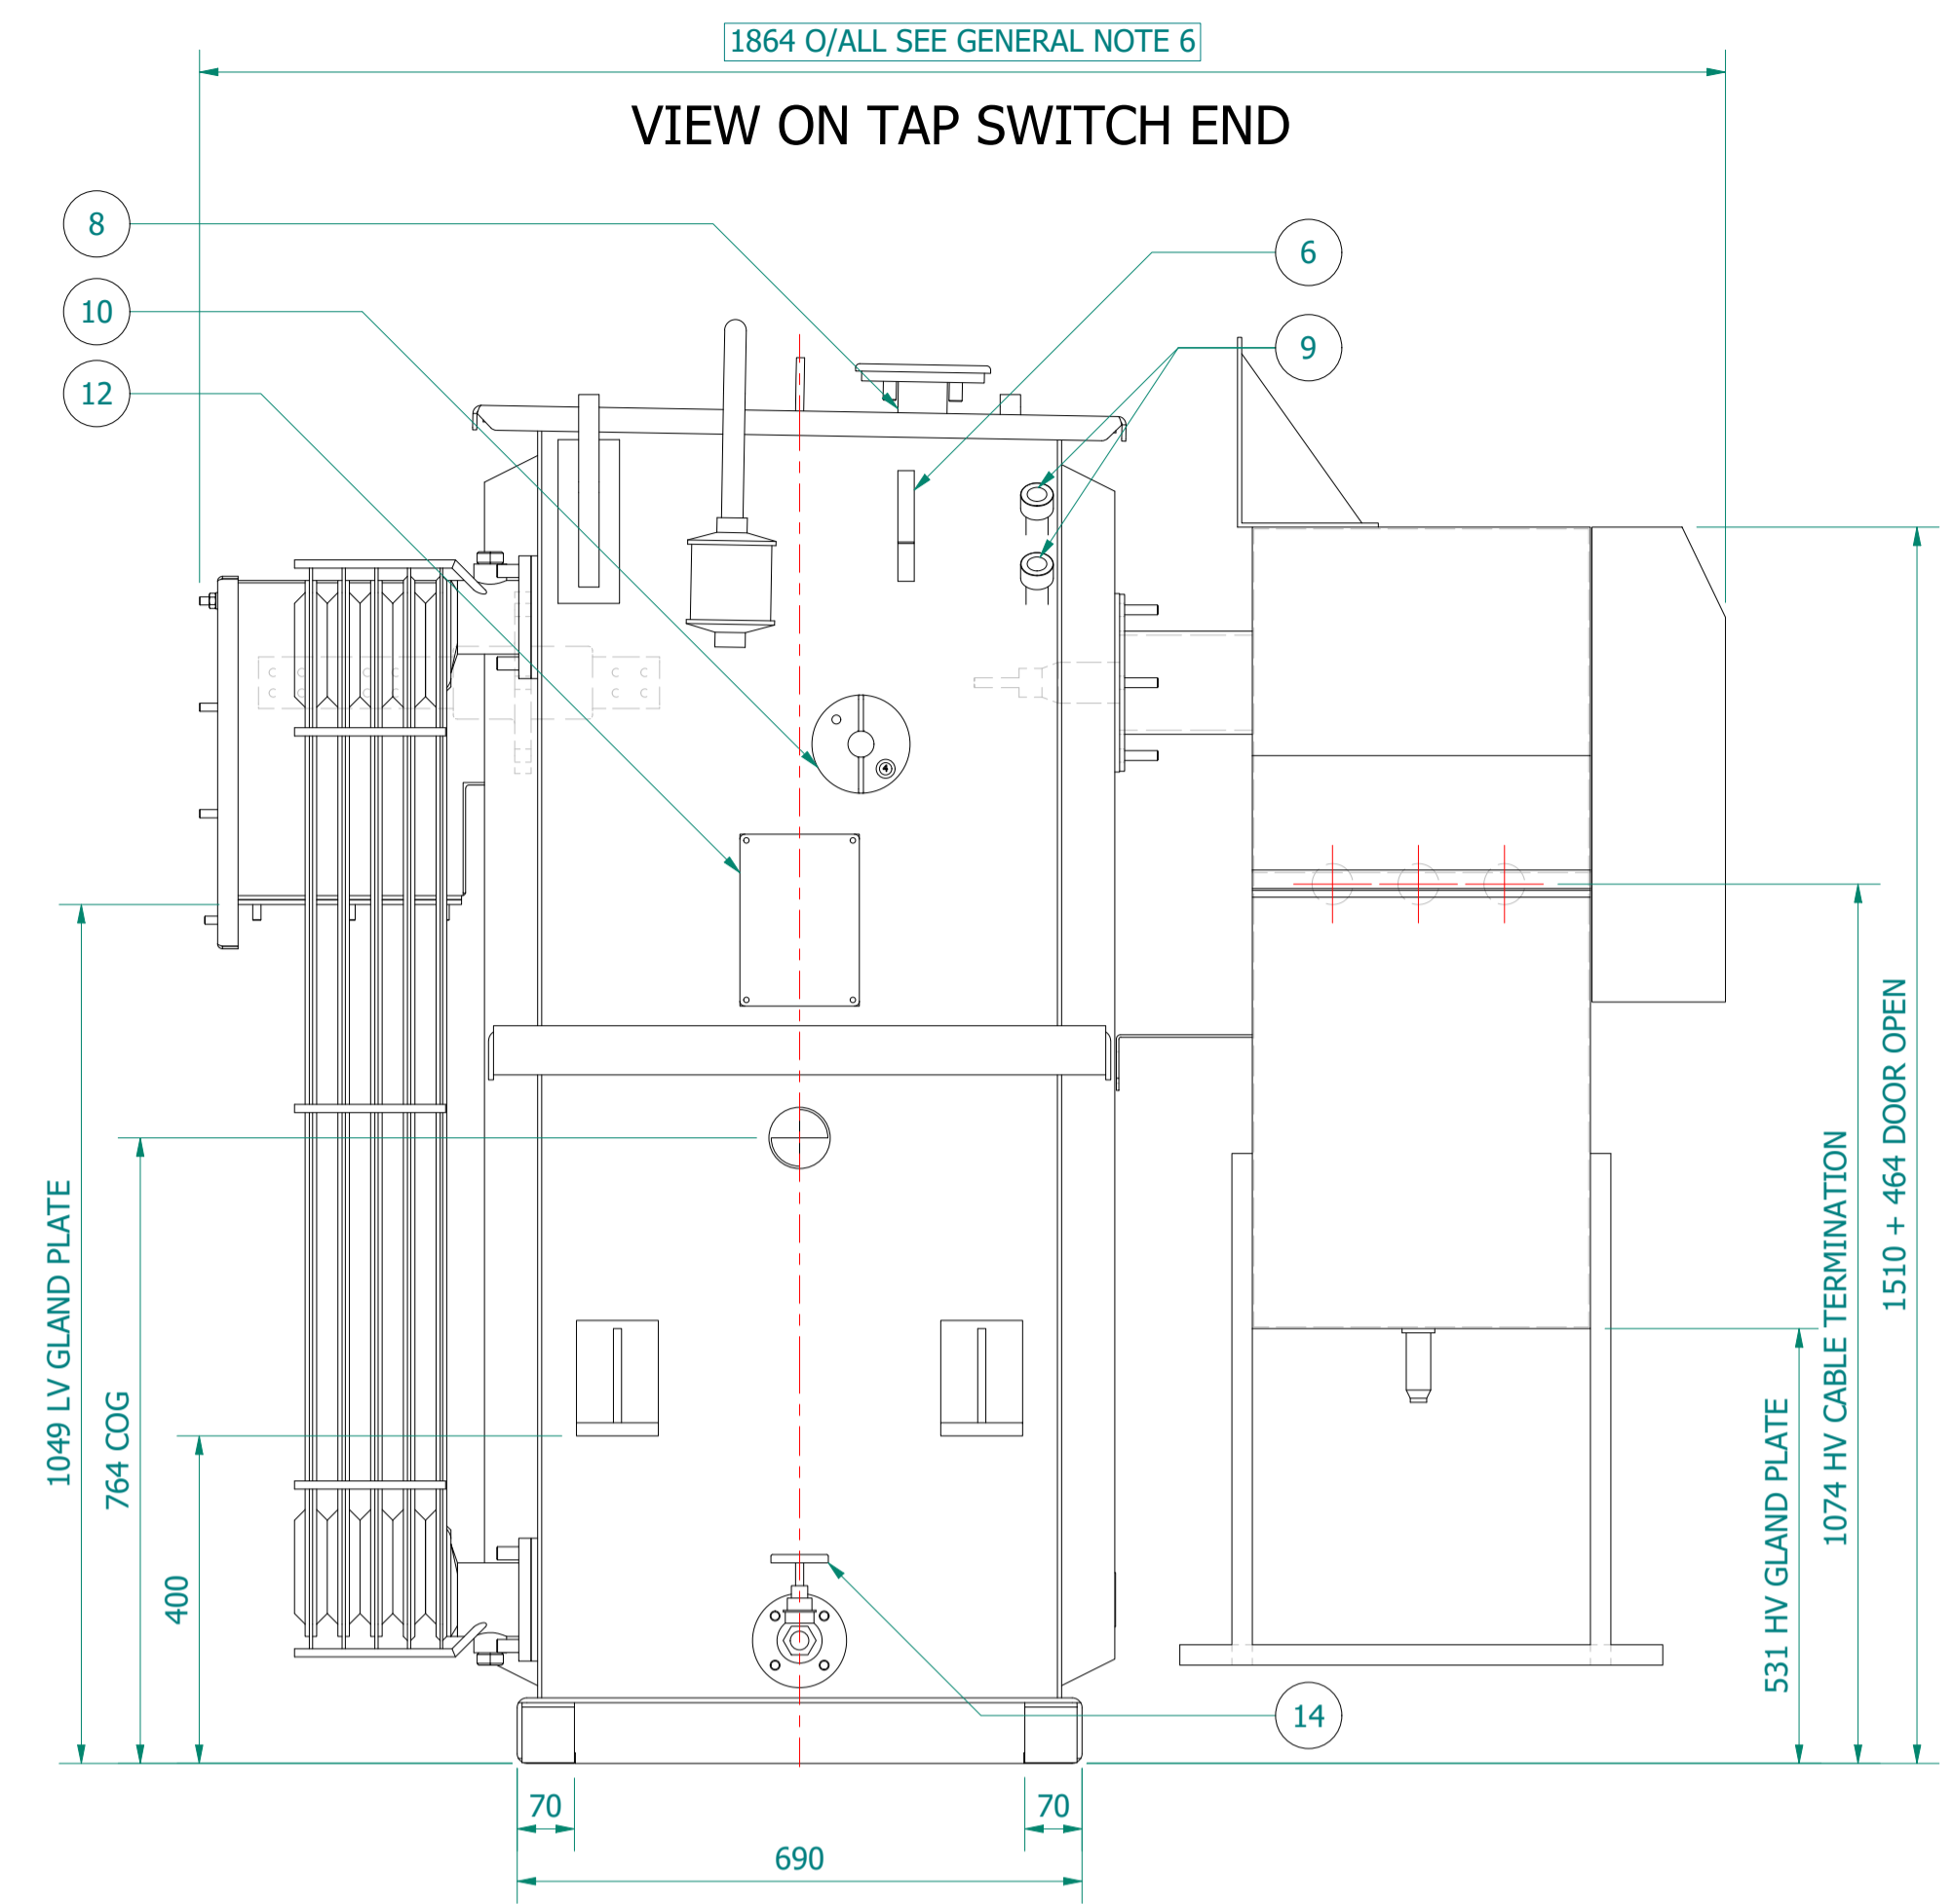 1864 O/ALL SEE GENERAL NOTE 6
VIEW ON TAP SWITCH END
8
6
10
9
12
4
1049 LV GLAND PLATE
764 COG
400
531 HV GLAND PLATE
1074 HV CABLE TERMINATION
1510 + 464 DOOR OPEN
14
70
70
690